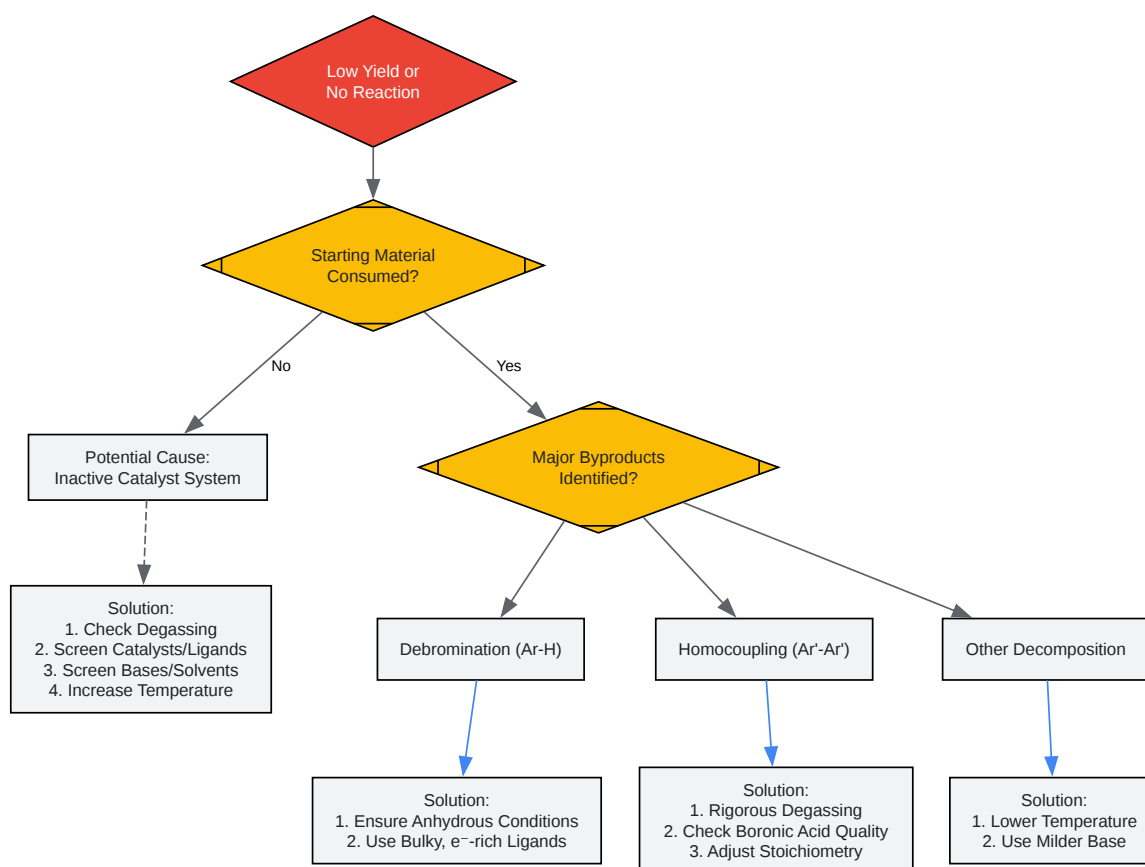 Low Yield or
No Reaction
Starting Material
Consumed?
No
Yes
Potential Cause:
Inactive Catalyst System
Major Byproducts
Identified?
Solution:
1. Check Degassing
2. Screen Catalysts/Ligands
3. Screen Bases/Solvents
4. Increase Temperature
Debromination (Ar-H)
Homocoupling (Ar'-Ar')
Other Decomposition
Solution:
1. Ensure Anhydrous Conditions
2. Use Bulky, e⁻-rich Ligands
Solution:
1. Rigorous Degassing
2. Check Boronic Acid Quality
3. Adjust Stoichiometry
Solution:
1. Lower Temperature
2. Use Milder Base